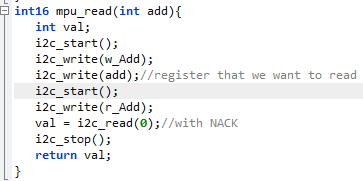 int16 mpu_read(int add){
int val;
i2c_start();
i2c_write(w_Add);
i2c_write(add);//register that we want to read
i2c_start();
i2c_write(r_Add);
val = i2c_read(0);//with NACK
i2c_stop();
return val;
}